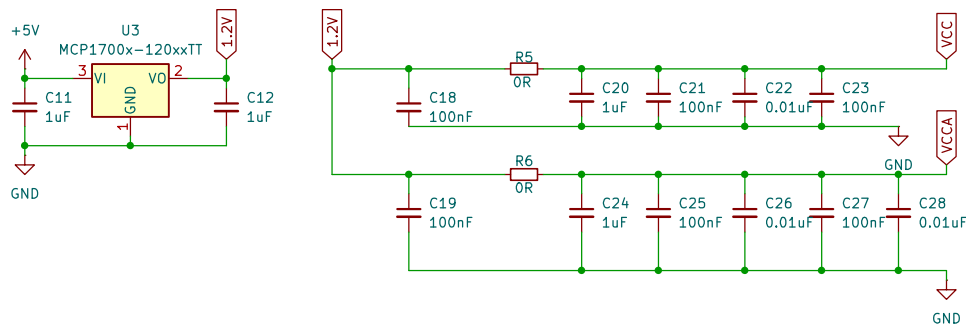 +5V
U3
MCP1700x-120xxTT
1.2V
1.2V
VCC
3
VI
VO
2
GND
1
C11
1uF
C12
1uF
GND
R5
0R
C18
100nF
C20
1uF
C21
100nF
C22
0.01uF
C23
100nF
GND
VCCA
R6
0R
C19
100nF
C24
1uF
C25
100nF
C26
0.01uF
C27
100nF
C28
0.01uF
GND